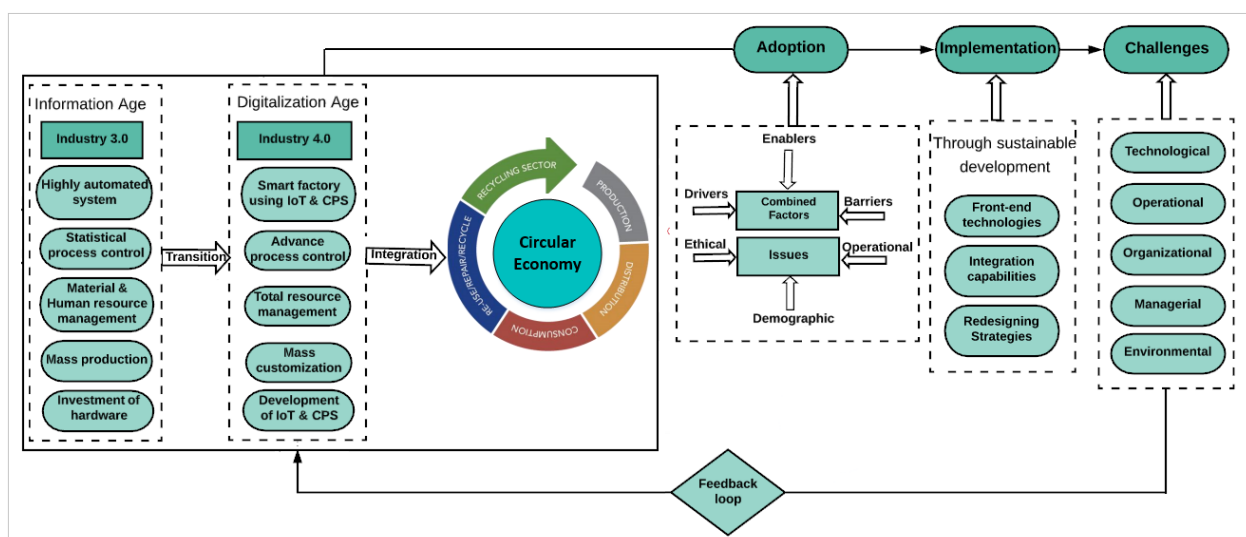 Adoption
Implementation
Challenges
Information Age
Industry 3.0
Highly automated
system
Statistical
process control
Material &
Human resource
management
Mass production
Investment of
hardware
Transition
Digitalization Age
Industry 4.0
Smart factory
using IoT & CPS
Advance
process control
Total resource
management
Mass
customization
Development
of IoT & CPS
Integration
RECYCLING SECTOR
PRODUCTION
DISTRIBUTION
CONSUMPTION
RE-USE/REPAIR/RECYCLE
Circular
Economy
Enablers
Drivers
Combined
Factors
Barriers
Ethical
Issues
Operational
Demographic
Through sustainable
development
Front-end
technologies
Integration
capabilities
Redesigning
Strategies
Technological
Operational
Organizational
Managerial
Environmental
Feedback
loop